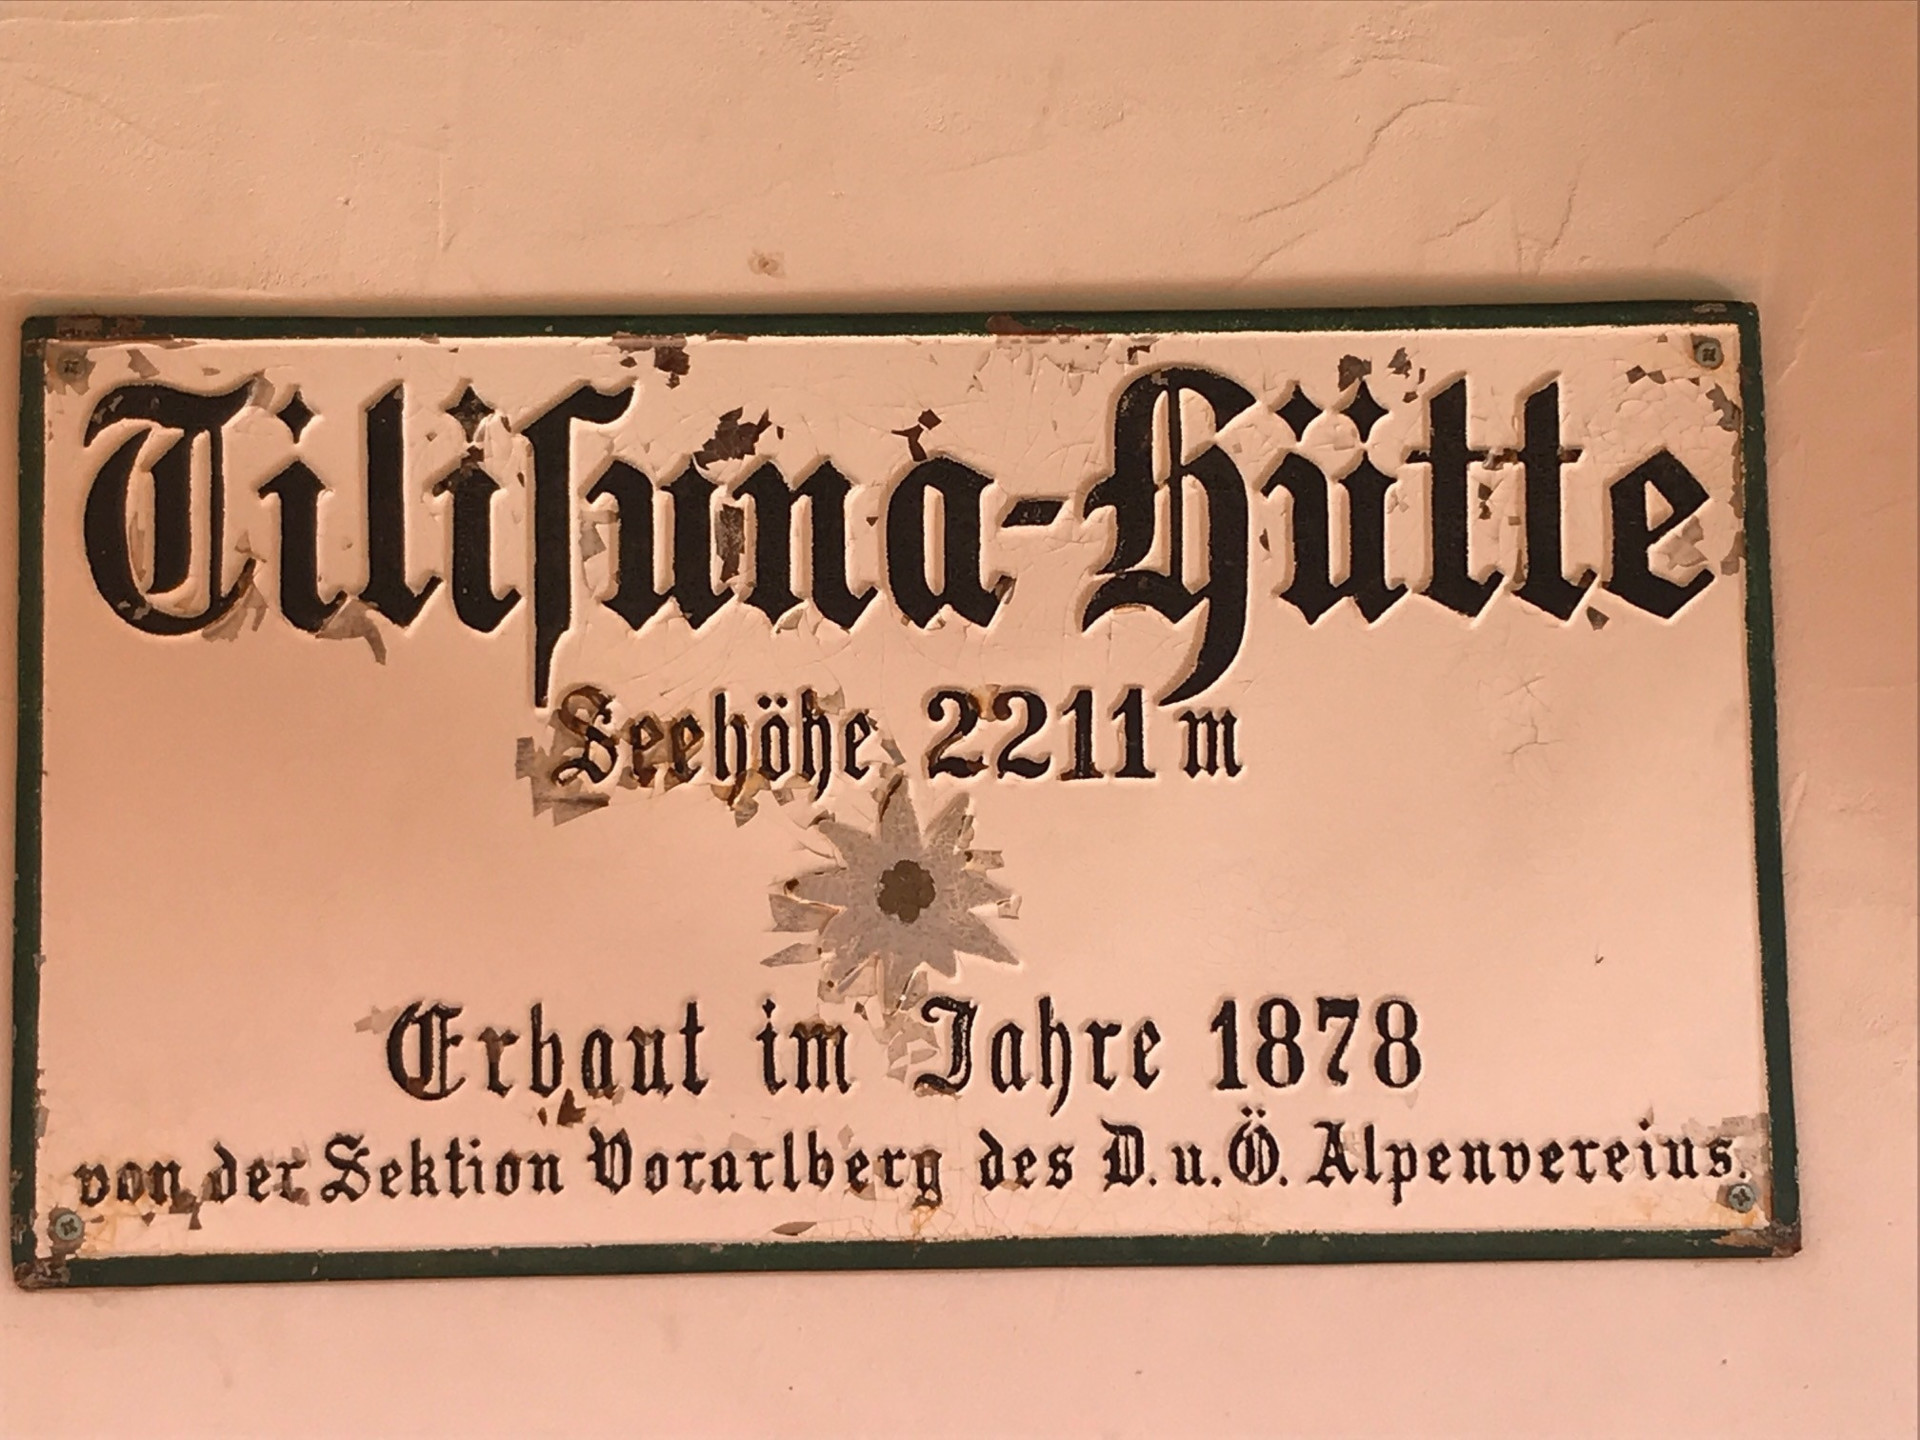 Tiliſuna-Hütte
Seehöhe 2211 m
Erbaut im Jahre 1878
von der Sektion Vorarlberg des D. u. Ö. Alpenvereins.